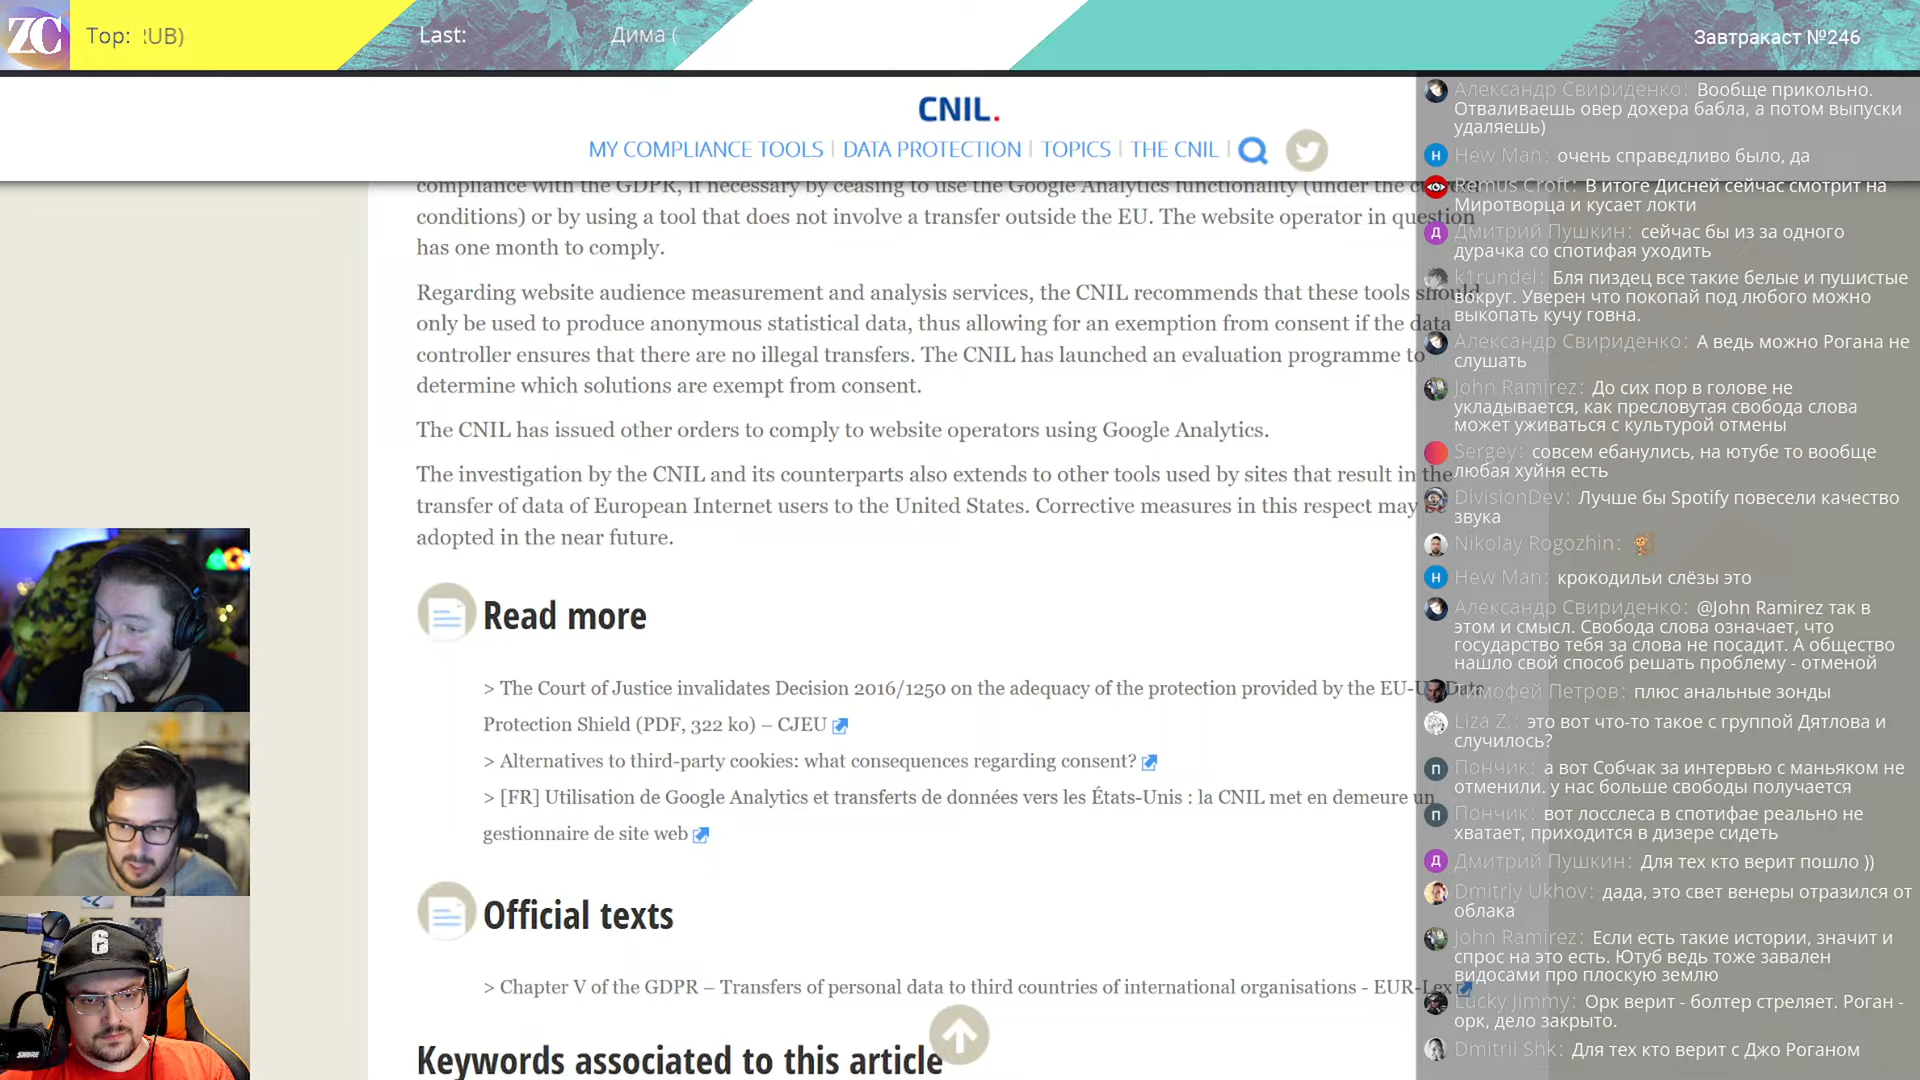 ZC
Top: UB)
Last:
Дима (
Завтракаст №246
CNIL.
MY COMPLIANCE TOOLS
DATA PROTECTION
TOPICS
THE CNIL
compliance with the GDPR, if necessary by ceasing to use the Google Analytics functionality (under the
conditions) or by using a tool that does not involve a transfer outside the EU. The website operator in question
has one month to comply.
Regarding website audience measurement and analysis services, the CNIL recommends that these tools should
only be used to produce anonymous statistical data, thus allowing for an exemption from consent if the data
controller ensures that there are no illegal transfers. The CNIL has launched an evaluation programme to
determine which solutions are exempt from consent.
The CNIL has issued other orders to comply to website operators using Google Analytics.
The investigation by the CNIL and its counterparts also extends to other tools used by sites that result in the
transfer of data of European Internet users to the United States. Corrective measures in this respect may be
adopted in the near future.
Read more
> The Court of Justice invalidates Decision 2016/1250 on the adequacy of the protection provided by the EU-US Data
Protection Shield (PDF, 322 ko) – CJEU
> Alternatives to third-party cookies: what consequences regarding consent?
> [FR] Utilisation de Google Analytics et transferts de données vers les États-Unis : la CNIL met en demeure un
gestionnaire de site web
Official texts
> Chapter V of the GDPR – Transfers of personal data to third countries of international organisations - EUR-Lex
Keywords associated to this article
Александр Свириденко: Вообще прикольно.
Отваливаешь овер дохера бабла, а потом выпуски
удаляешь)
Hew Man: очень справедливо было, да
Remus Croft: В итоге Дисней сейчас смотрит на
Миротворца и кусает локти
Дмитрий Пушкин: сейчас бы из за одного
дурачка со спотифая уходить
k1rundel: Бля пиздец все такие белые и пушистые
вокруг. Уверен что покопай под любого можно
выкопать кучу говна.
Александр Свириденко: А ведь можно Рогана не
слушать
John Ramirez: До сих пор в голове не
укладывается, как пресловутая свобода слова
может уживаться с культурой отмены
Sergey: совсем ебанулись, на ютубе то вообще
любая хуйня есть
DivisionDev: Лучше бы Spotify повесели качество
звука
Nikolay Rogozhin:
Hew Man: крокодильи слёзы это
Александр Свириденко: @John Ramirez так в
этом и смысл. Свобода слова означает, что
государство тебя за слова не посадит. А общество
нашло свой способ решать проблему - отменой
Тимофей Петров: плюс анальные зонды
Liza Z.: это вот что-то такое с группой Дятлова и
случилось?
Пончик: а вот Собчак за интервью с маньяком не
отменили. у нас больше свободы получается
Пончик: вот лосслеса в спотифае реально не
хватает, приходится в дизере сидеть
Дмитрий Пушкин: Для тех кто верит пошло ))
Dmitriy Ukhov: дада, это свет венеры отразился от
облака
John Ramirez: Если есть такие истории, значит и
спрос на это есть. Ютуб ведь тоже завален
видосами про плоскую землю
Lucky Jimmy: Орк верит - болтер стреляет. Роган -
орк, дело закрыто.
Dmitrii Shk: Для тех кто верит с Джо Роганом
SHURE